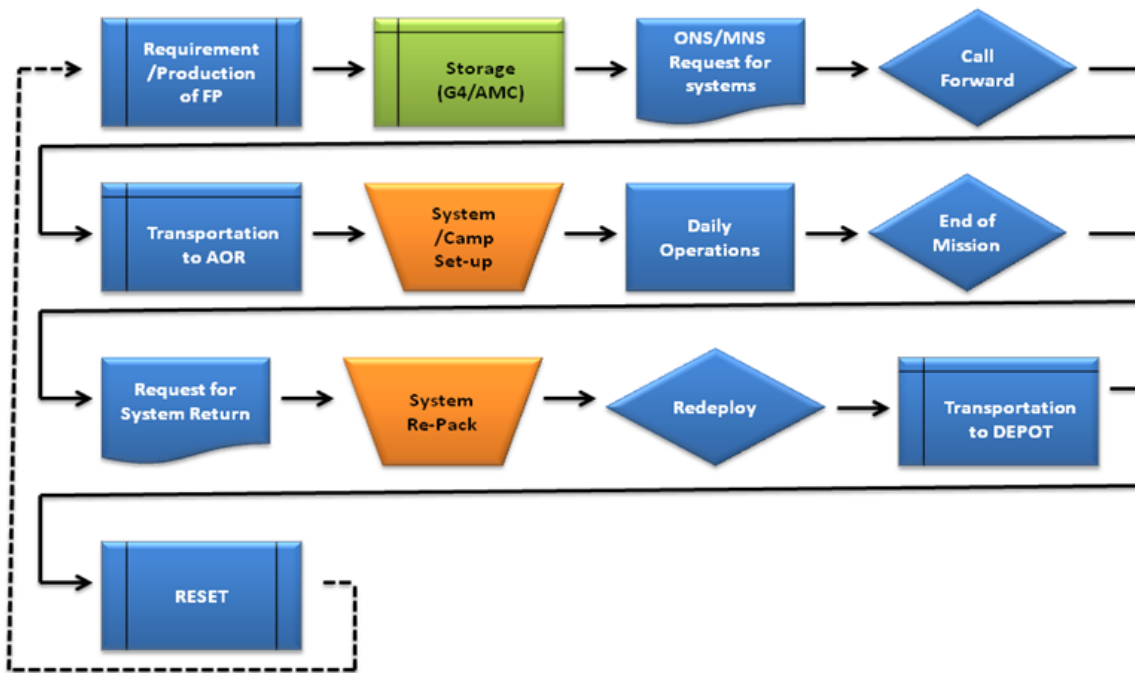 Requirement
/Production
of FP
Storage
(G4/AMC)
ONS/MNS
Request for
systems
Call
Forward
Transportation
to AOR
System
/Camp
Set-up
Daily
Operations
End of
Mission
Request for
System Return
System
Re-Pack
Redeploy
Transportation
to DEPOT
RESET